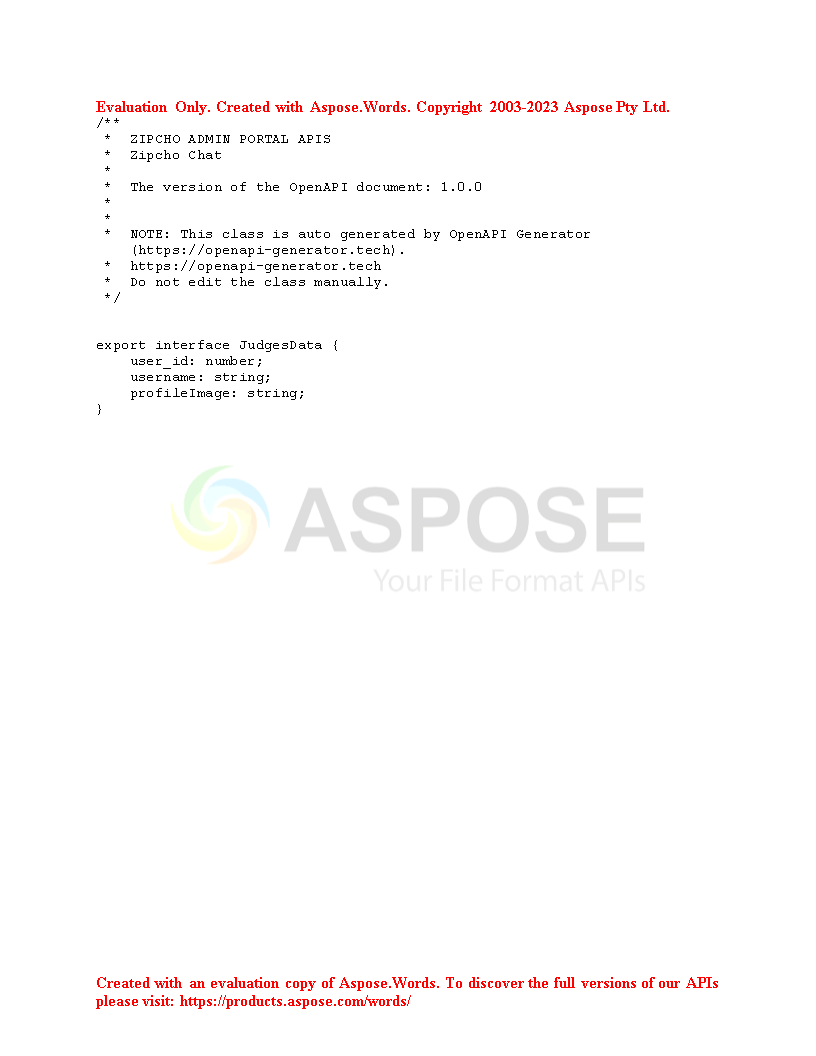 Evaluation Only. Created with Aspose.Words. Copyright 2003-2023 Aspose Pty Ltd.
/**
 *  ZIPCHO ADMIN PORTAL APIS
 *  Zipcho Chat
 *
 *  The version of the OpenAPI document: 1.0.0
 *
 *
 *  NOTE: This class is auto generated by OpenAPI Generator
    (https://openapi-generator.tech).
 *  https://openapi-generator.tech
 *  Do not edit the class manually.
 */
export interface JudgesData {
    user_id: number;
    username: string;
    profileImage: string;
}
ASPOSE
Your File Format APIs
Created with an evaluation copy of Aspose.Words. To discover the full versions of our APIs
please visit: https://products.aspose.com/words/